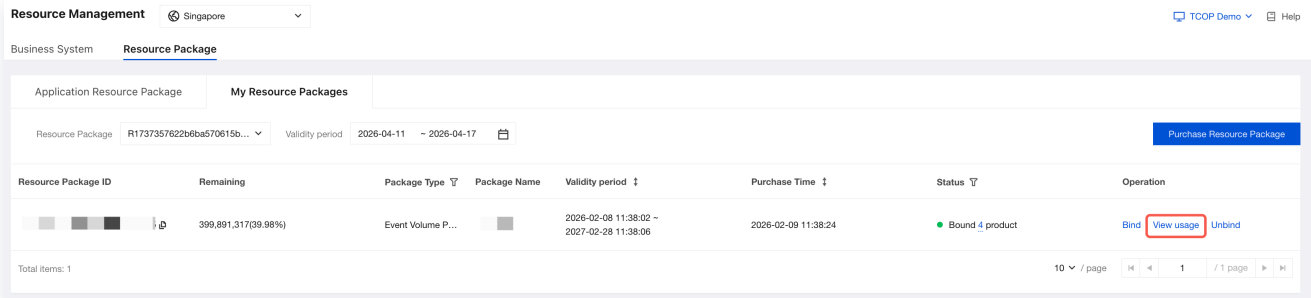 Resource Management Singapore TCOP Demo Help
Business System Resource Package
Application Resource Package My Resource Packages
Resource Package R1737357622b6ba570615b... Validity period 2026-04-11 ~ 2026-04-17 Purchase Resource Package
Resource Package ID Remaining Package Type Package Name Validity period Purchase Time Status Operation
399,891,317(39.98%) Event Volume P... 2026-02-08 11:38:02 ~ 2026-02-09 11:38:24 Bound 4 product Bind View usage Unbind
2027-02-28 11:38:06
Total items: 1 10 / page 1 / 1 page